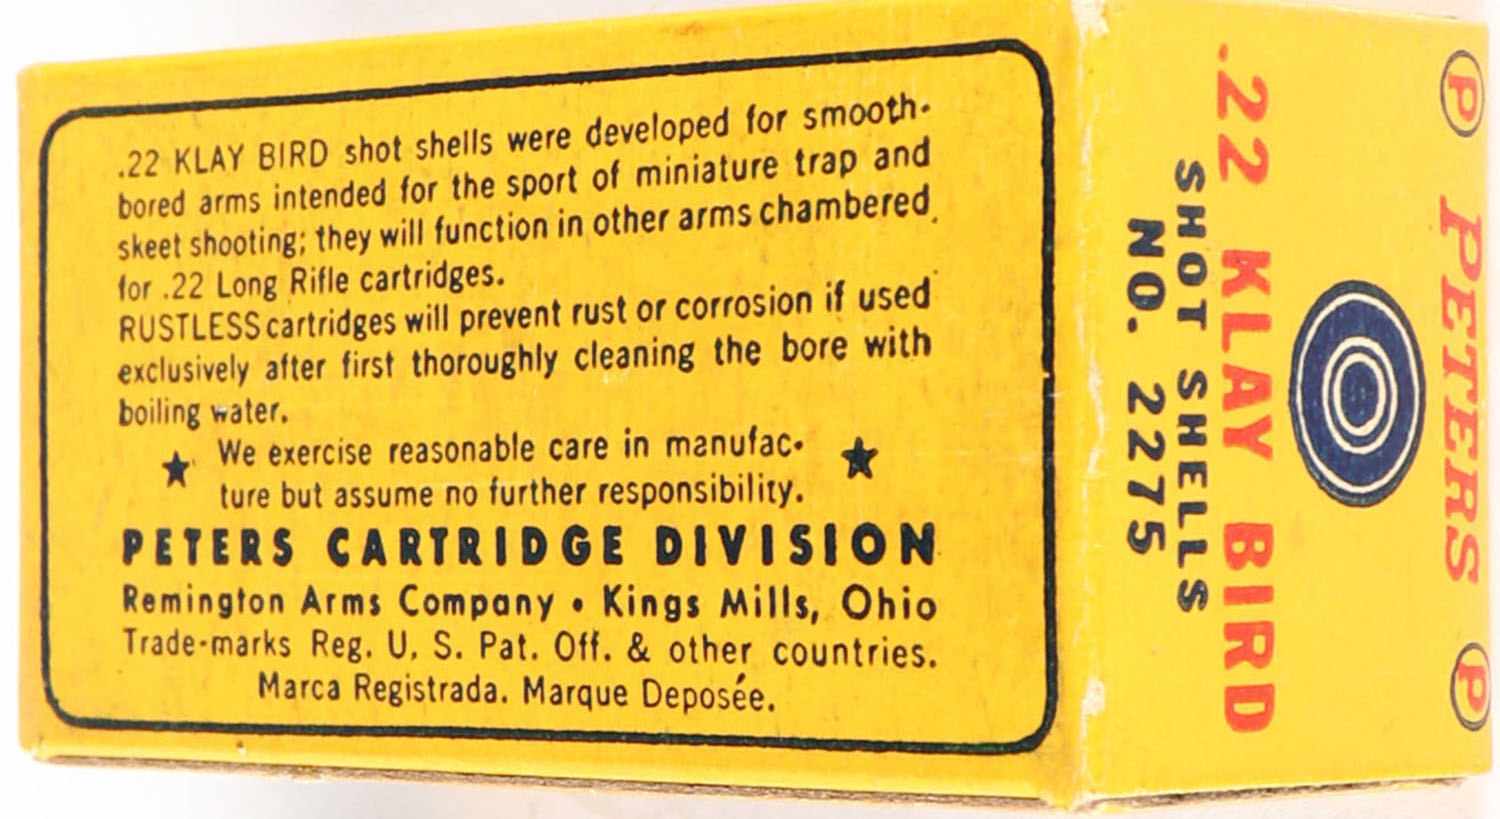 .22 KLAY BIRD shot shells were developed for smooth-
bored arms intended for the sport of miniature trap and
skeet shooting; they will function in other arms chambered
for .22 Long Rifle cartridges.
RUSTLESS cartridges will prevent rust or corrosion if used
exclusively after first thoroughly cleaning the bore with
boiling water.
★ We exercise reasonable care in manufac- ★
ture but assume no further responsibility.
PETERS CARTRIDGE DIVISION
Remington Arms Company • Kings Mills, Ohio
Trade-marks Reg. U. S. Pat. Off. & other countries.
Marca Registrada. Marque Deposée.
P PETERS P
.22 KLAY BIRD
SHOT SHELLS
NO. 2275